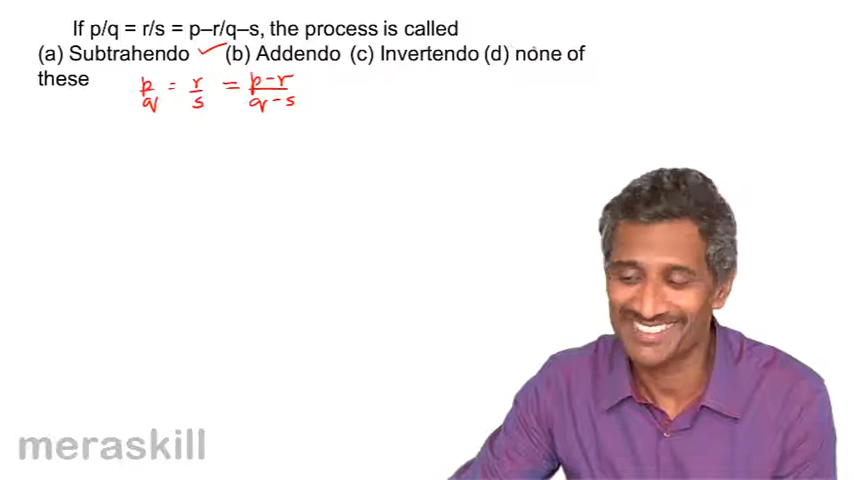 If p/q = r/s = p–r/q–s, the process is called
(a) Subtrahendo (b) Addendo (c) Invertendo (d) none of
these
p/q = r/s = p-r/q-s
meraskill